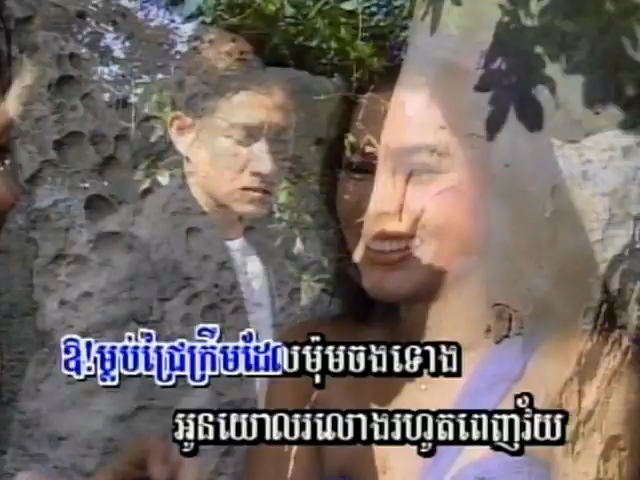 ឱ!ម្លប់ជ្រៃក្រឹមដែលម៉ុមចងទោង
អូនយោលរលោងរហូតពេញវ័យ